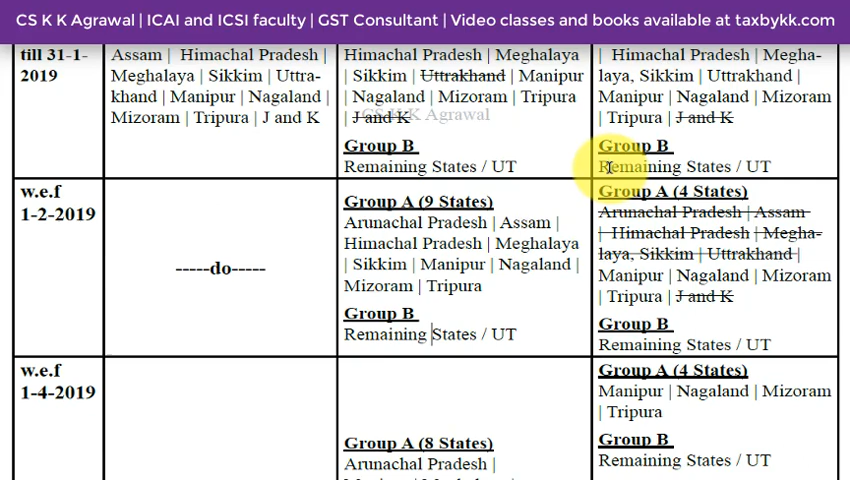 CS K K Agrawal | ICAI and ICSI faculty | GST Consultant | Video classes and books available at taxbykk.com
till 31-1-
2019
Assam | Himachal Pradesh |
Meghalaya | Sikkim | Uttra-
khand | Manipur | Nagaland |
Mizoram | Tripura | J and K
Himachal Pradesh | Meghalaya
| Sikkim | Uttrakhand | Manipur
| Nagaland | Mizoram | Tripura
| J and K
CS K K Agrawal
Group B
Remaining States / UT
| Himachal Pradesh | Megha-
laya, Sikkim | Uttrakhand |
Manipur | Nagaland | Mizoram
| Tripura | J and K
Group B
Remaining States / UT
w.e.f
1-2-2019
-----do-----
Group A (9 States)
Arunachal Pradesh | Assam |
Himachal Pradesh | Meghalaya
| Sikkim | Manipur | Nagaland |
Mizoram | Tripura
Group B
Remaining States / UT
Group A (4 States)
Arunachal Pradesh | Assam
| Himachal Pradesh | Megha-
laya, Sikkim | Uttrakhand |
Manipur | Nagaland | Mizoram
| Tripura | J and K
Group B
Remaining States / UT
w.e.f
1-4-2019
Group A (8 States)
Arunachal Pradesh |
Group A (4 States)
Manipur | Nagaland | Mizoram
| Tripura
Group B
Remaining States / UT